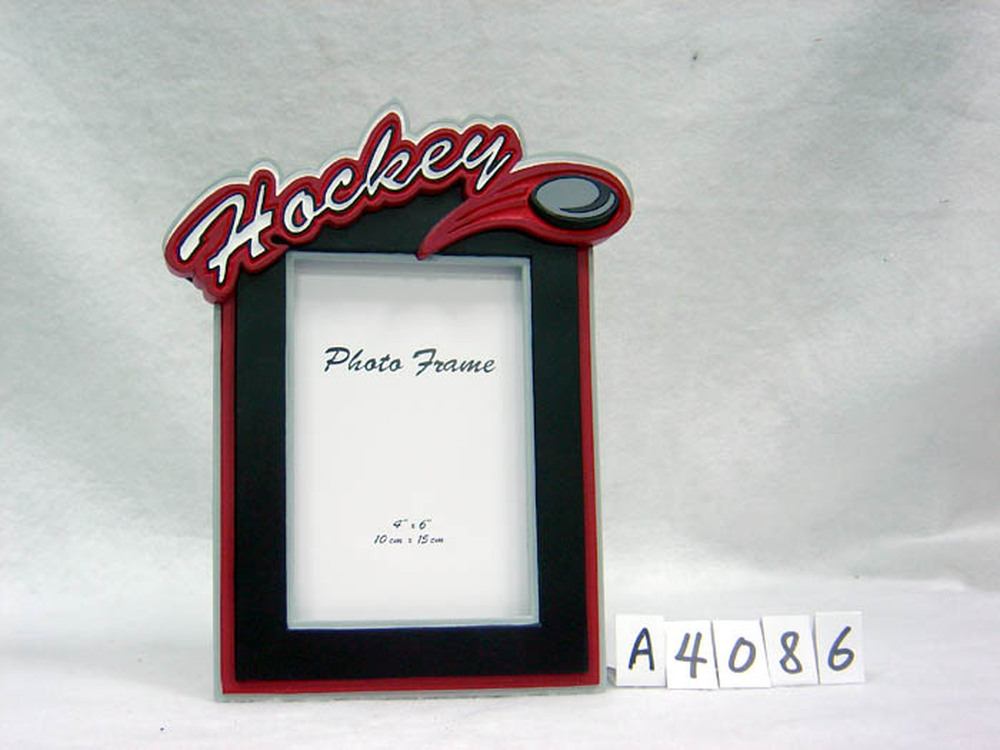 Hockey
Photo Frame
4" x 6"
10 cm x 15 cm
A4086